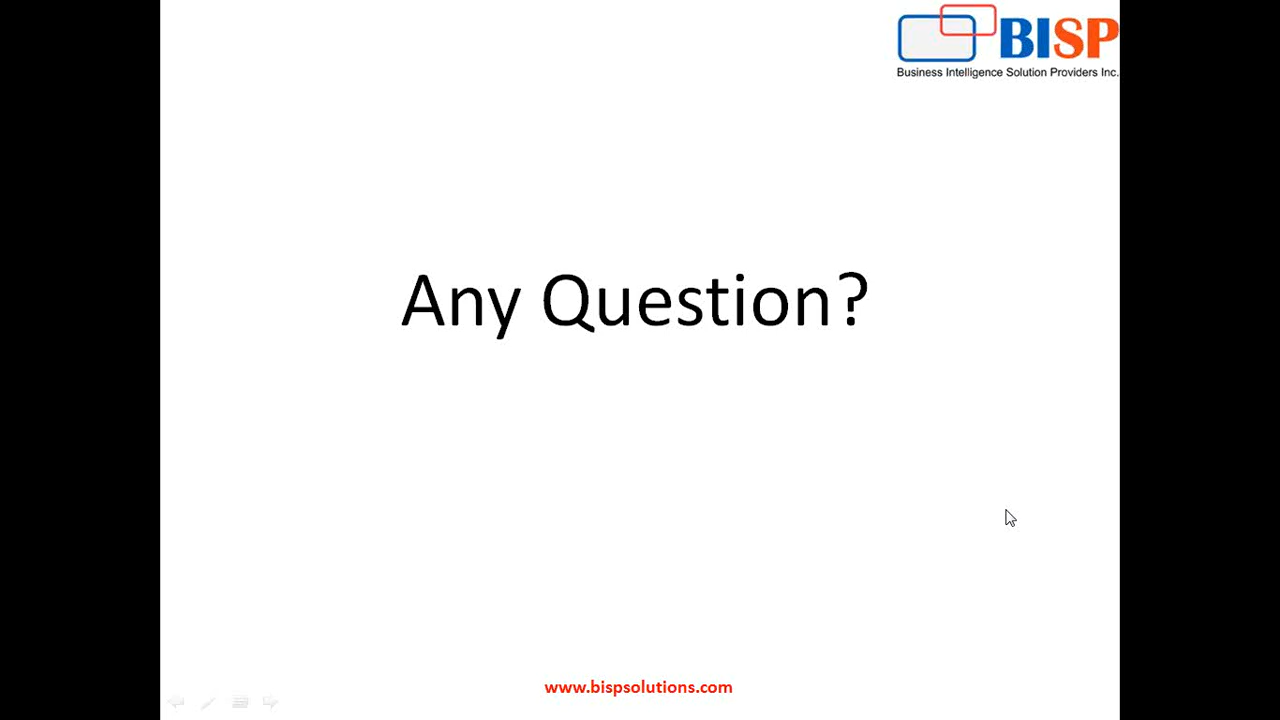 BISP
Business Intelligence Solution Providers Inc.
Any Question?
www.bispsolutions.com